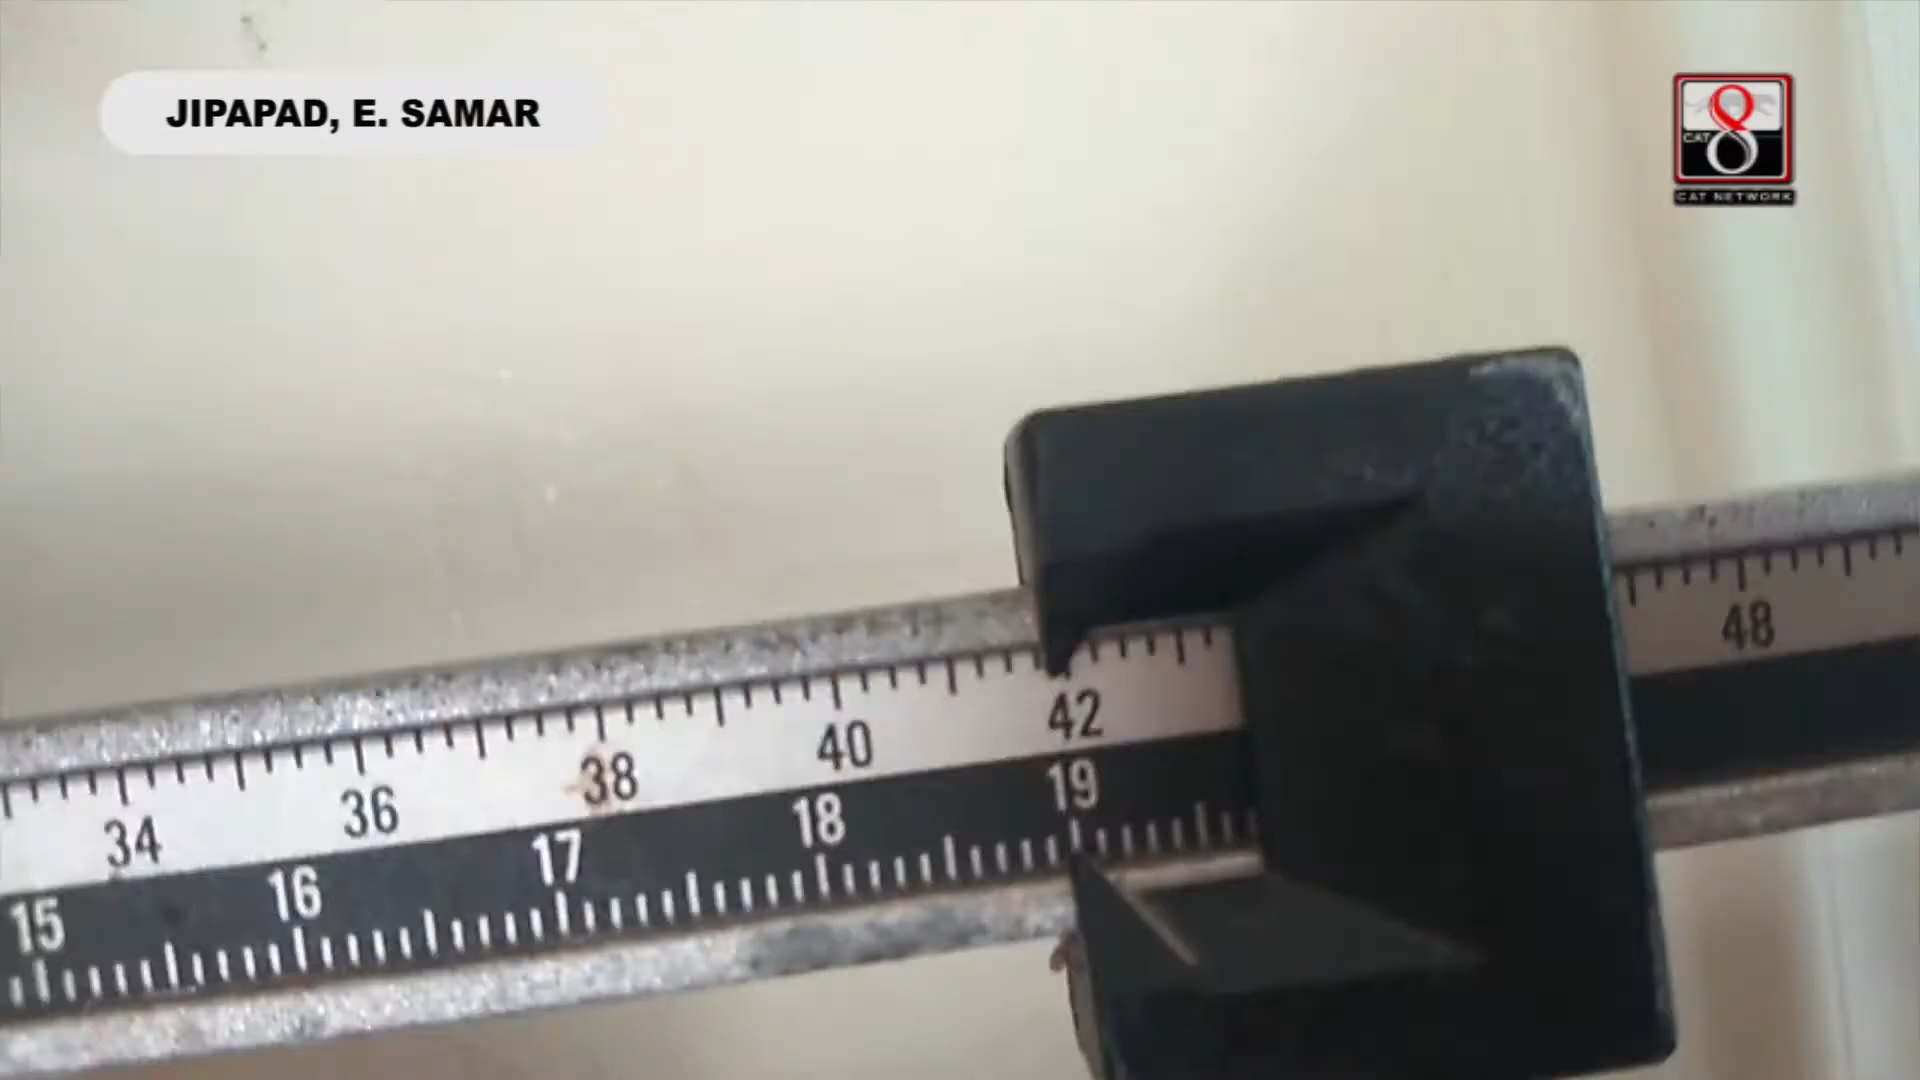 JIPAPAD, E. SAMAR
CAT 8
CAT NETWORK
34 36 38 40 42 48
15 16 17 18 19